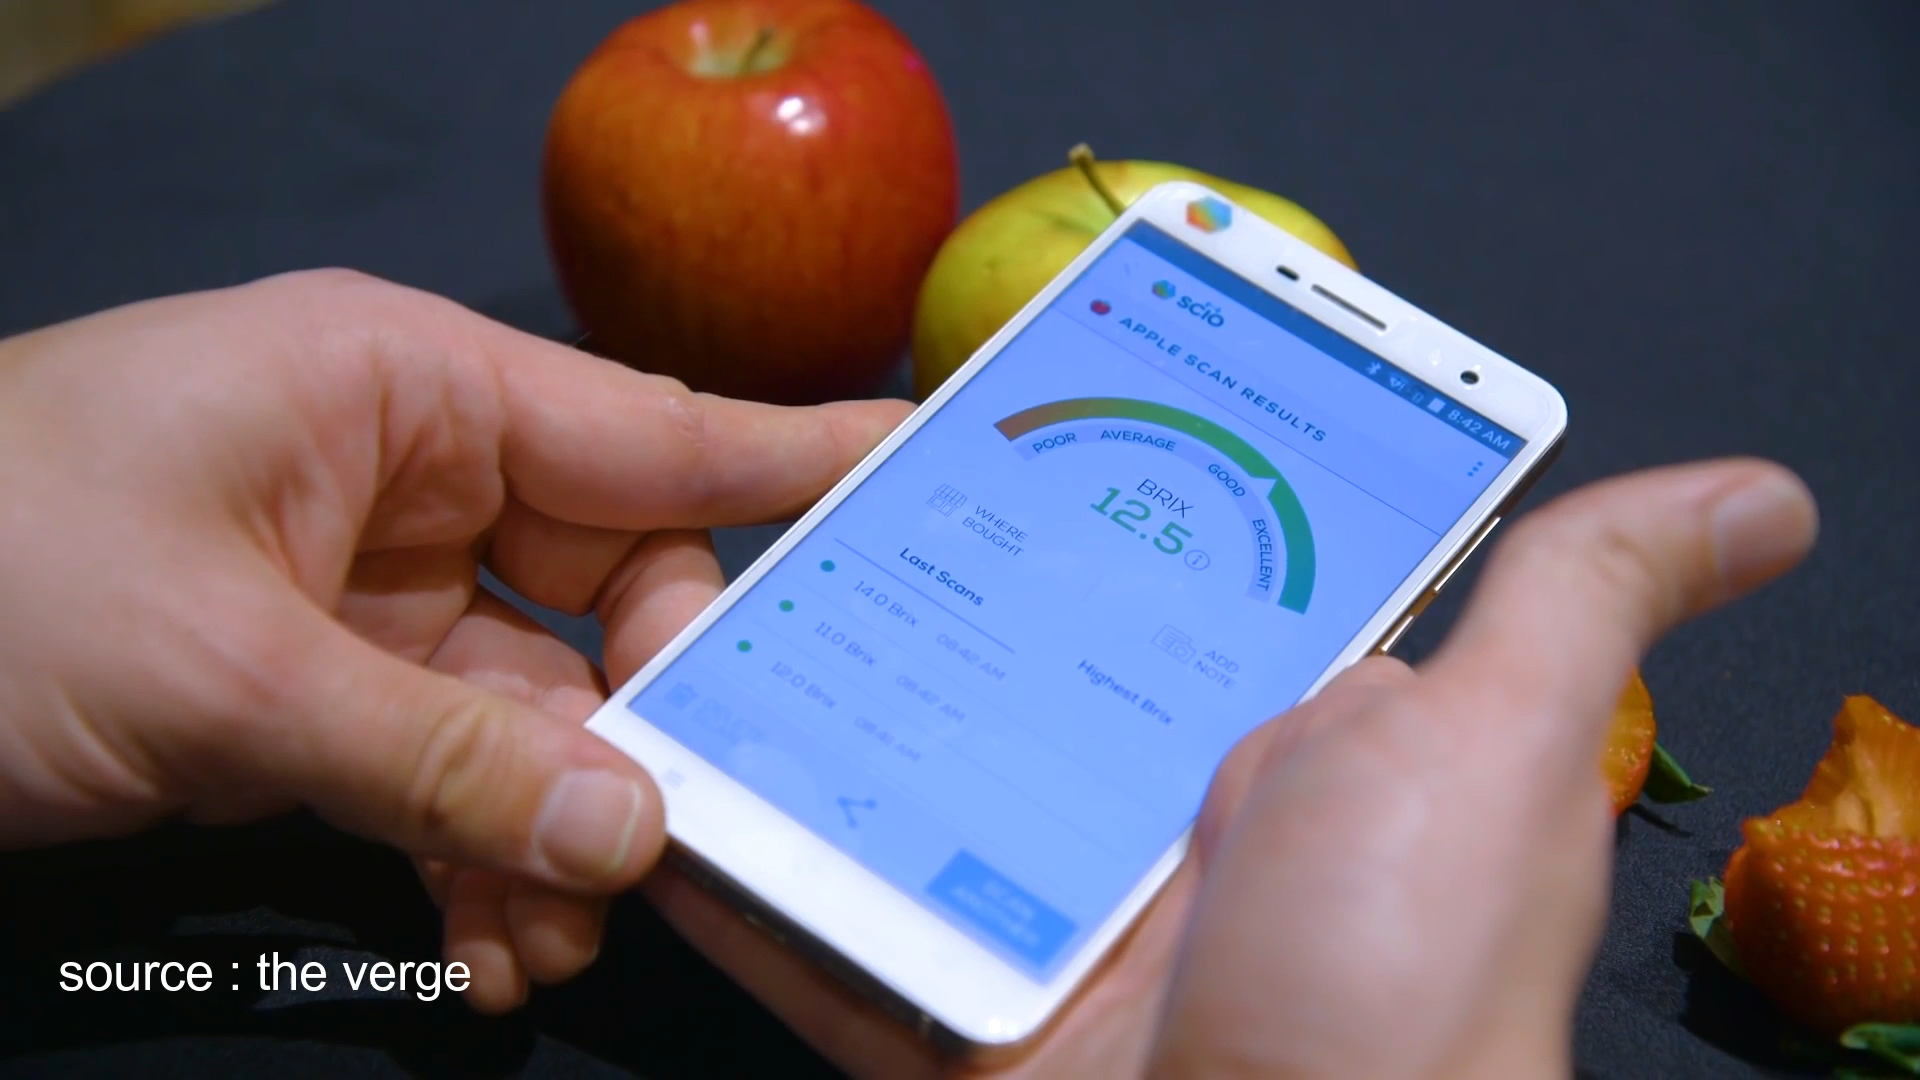 8:42 AM
SCiO
APPLE SCAN RESULTS
POOR
AVERAGE
GOOD
EXCELLENT
BRIX
12.5
WHERE
BOUGHT
ADD
NOTE
Last Scans
Highest Brix
14.0 Brix 08:42 AM
11.0 Brix 08:42 AM
12.0 Brix 08:41 AM
SCAN
ANOTHER
source : the verge